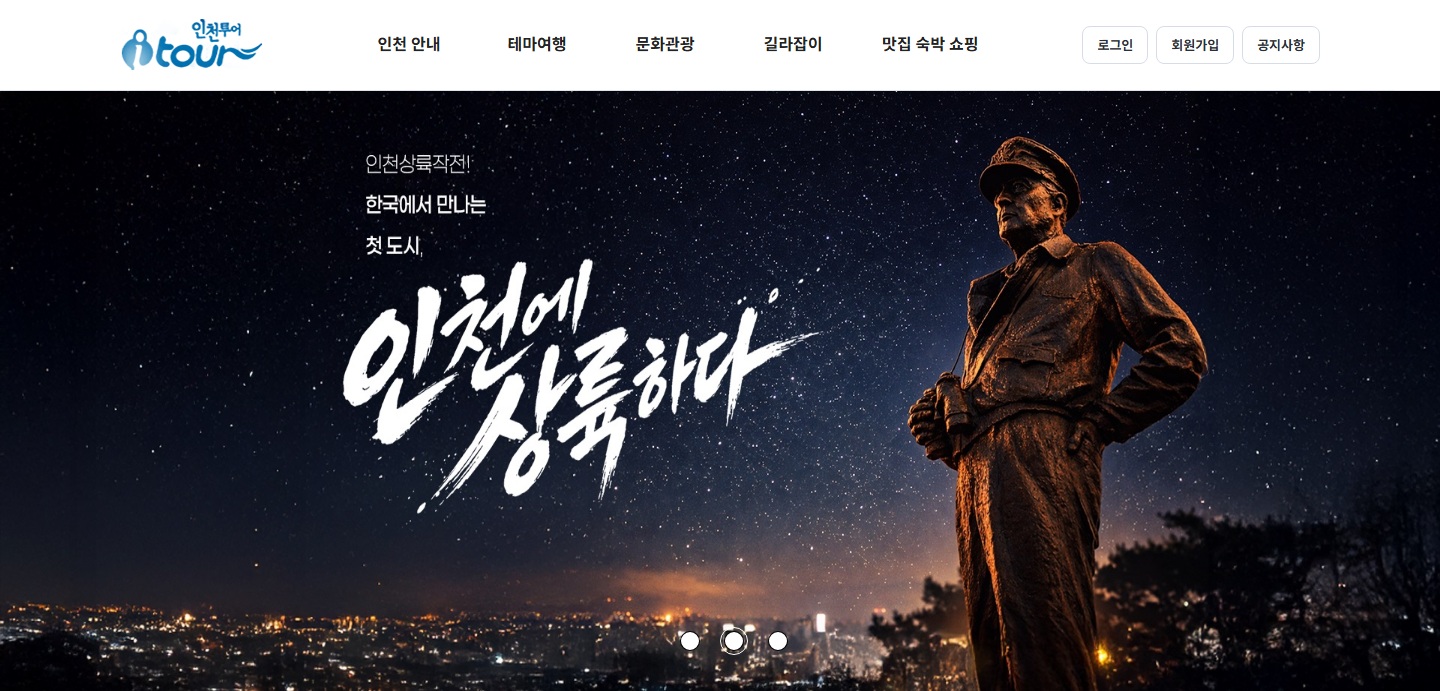 인천투어
itour
인천 안내
테마여행
문화관광
길라잡이
맛집 숙박 쇼핑
로그인
회원가입
공지사항
인천상륙작전!
한국에서 만나는
첫 도시,
인천에
상륙하다